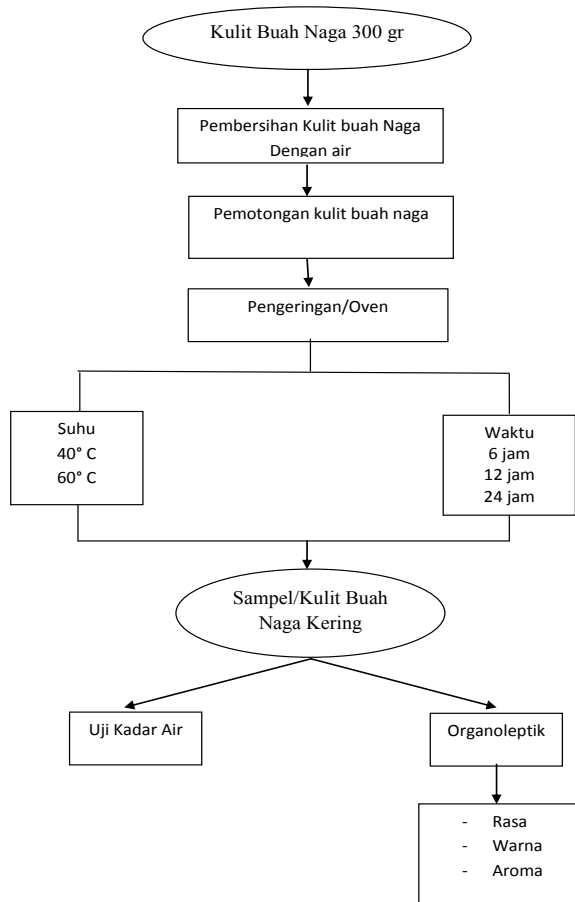 Kulit Buah Naga 300 gr
Pembersihan Kulit buah Naga
Dengan air
Pemotongan kulit buah naga
Pengeringan/Oven
Suhu
40° C
60° C
Waktu
6 jam
12 jam
24 jam
Sampel/Kulit Buah
Naga Kering
Uji Kadar Air
Organoleptik
- Rasa
- Warna
- Aroma